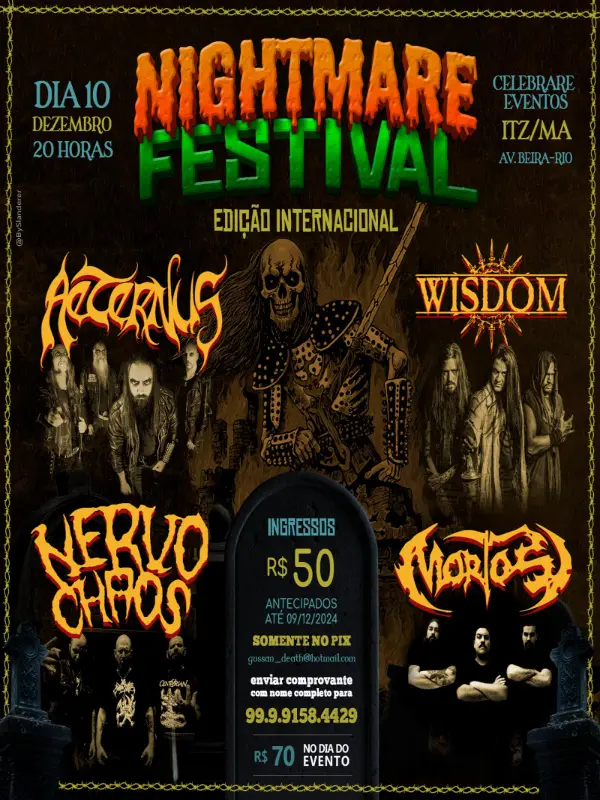 DIA 10
DEZEMBRO
20 HORAS
NIGHTMARE
FESTIVAL
EDIÇÃO INTERNACIONAL
CELEBRARE
EVENTOS
ITZ/MA
AV. BEIRA-RIO
@BySlanderer
AETERNUS
WISDOM
NERVO
CHAOS
MORTOS
INGRESSOS
R$ 50
ANTECIPADOS
ATÉ 09/12/2024
SOMENTE NO PIX
gossao_death@hotmail.com
enviar comprovante
com nome completo para
99.9.9158.4429
R$ 70 NO DIA DO
EVENTO